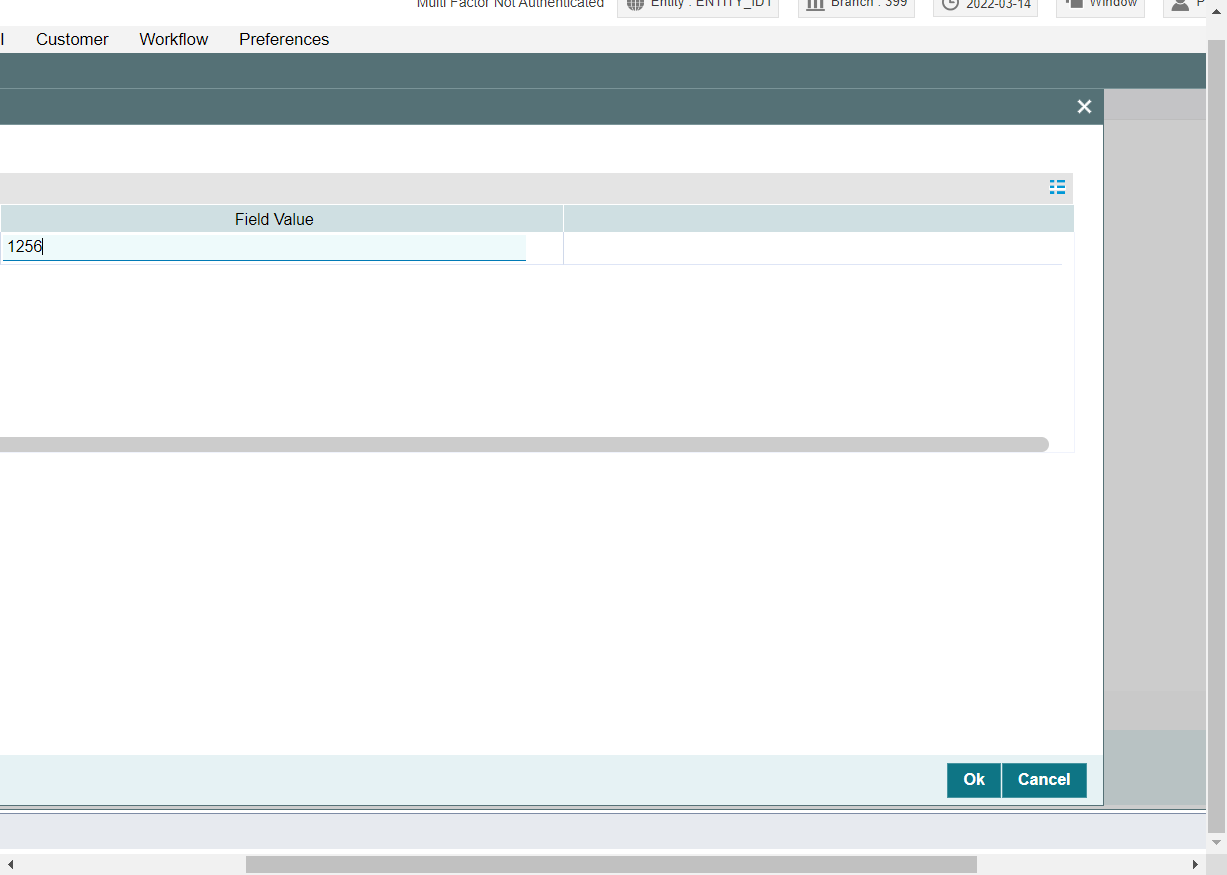 Multi Factor Not Authenticated Entity : ENTITY_ID1 Branch : 399 2022-03-14 Window P
l Customer Workflow Preferences
Field Value
1256
Ok Cancel